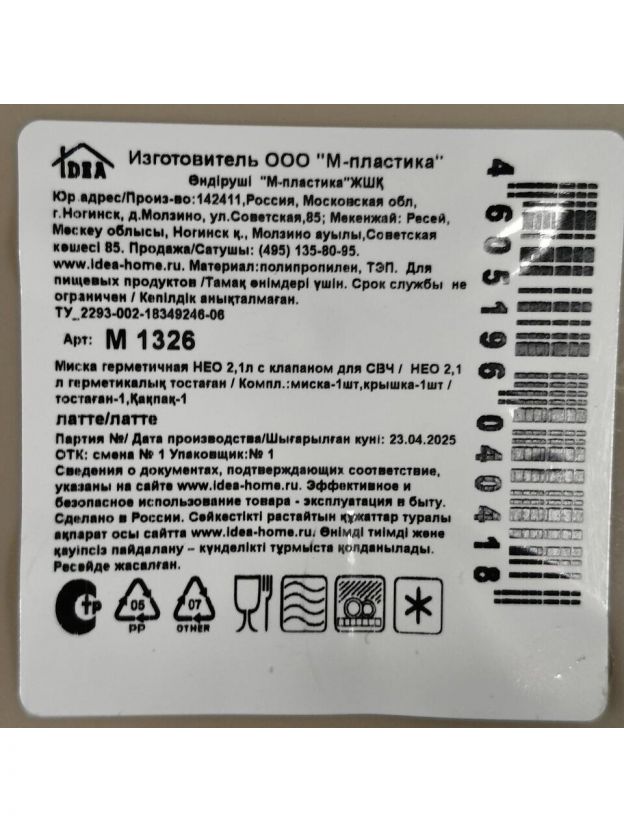 IDEA
Изготовитель ООО "М-пластика"
Өндіруші "М-пластика"ЖШҚ
Юр.адрес/Произ-во:142411,Россия, Московская обл,
г.Ногинск, д.Молзино, ул.Советская,85; Мекенжай: Ресей,
Мәскеу облысы, Ногинск қ., Молзино ауылы,Советская
көшесі 85. Продажа/Сатушы: (495) 135-80-95.
www.idea-home.ru. Материал:полипропилен, ТЭП. Для
пищевых продуктов /Тамақ өнімдері үшін. Срок службы не
ограничен / Кепілдік анықталмаған.
ТУ_2293-002-18349246-06
Арт: М 1326
Миска герметичная НЕО 2,1л с клапаном для СВЧ / НЕО 2,1
л герметикалық тостаған / Компл.:миска-1шт,крышка-1шт /
тостаған-1,Қақпақ-1
латте/латте
Партия №/ Дата производства/Шығарылған күні: 23.04.2025
ОТК: смена № 1 Упаковщик:№ 1
Сведения о документах, подтверждающих соответствие,
указаны на сайте www.idea-home.ru. Эффективное и
безопасное использование товара - эксплуатация в быту.
Сделано в России. Сәйкестікті растайтын құжаттар туралы
ақпарат осы сайтта www.idea-home.ru. Өнімді тиімді және
қауіпсіз пайдалану – күнделікті тұрмыста қолданылады.
Ресейде жасалған.
СТР
05
PP
07
OTHER
4605196040418